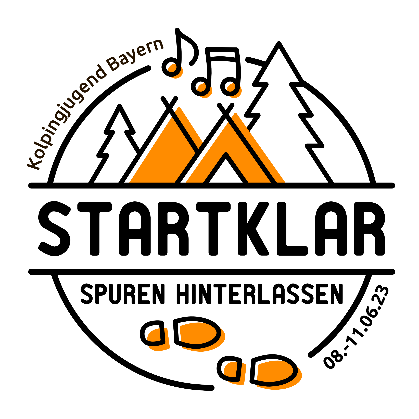 Kolpingjugend Bayern
STARTKLAR
SPUREN HINTERLASSEN
08.-11.06.23